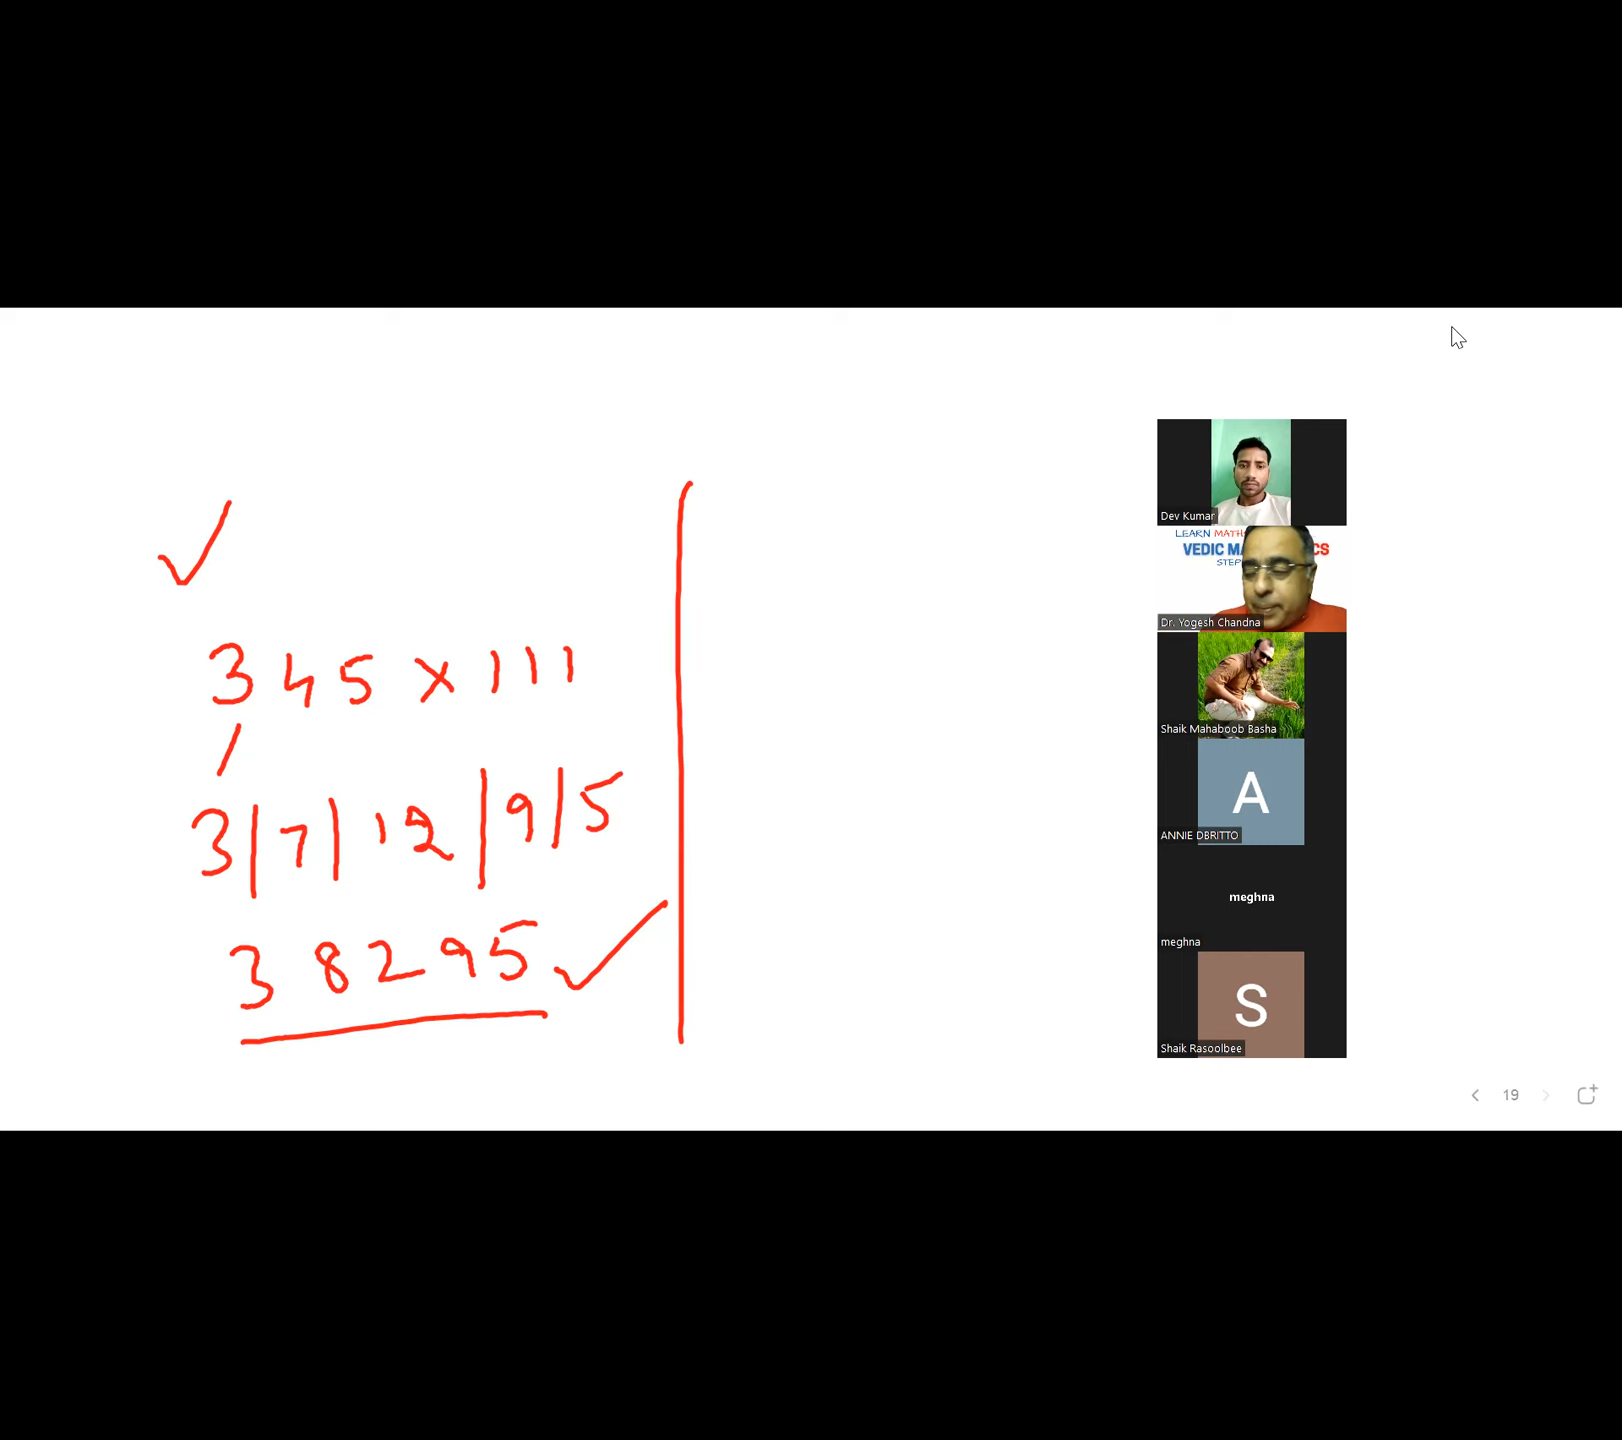 345×111
3|7|12|9|5
38295
Dev Kumar
LEARN MATH
VEDIC MA CS
STEP
Dr. Yogesh Chandna
Shaik Mahaboob Basha
A
ANNIE DBRITTO
meghna
meghna
S
Shaik Rasoolbee
19